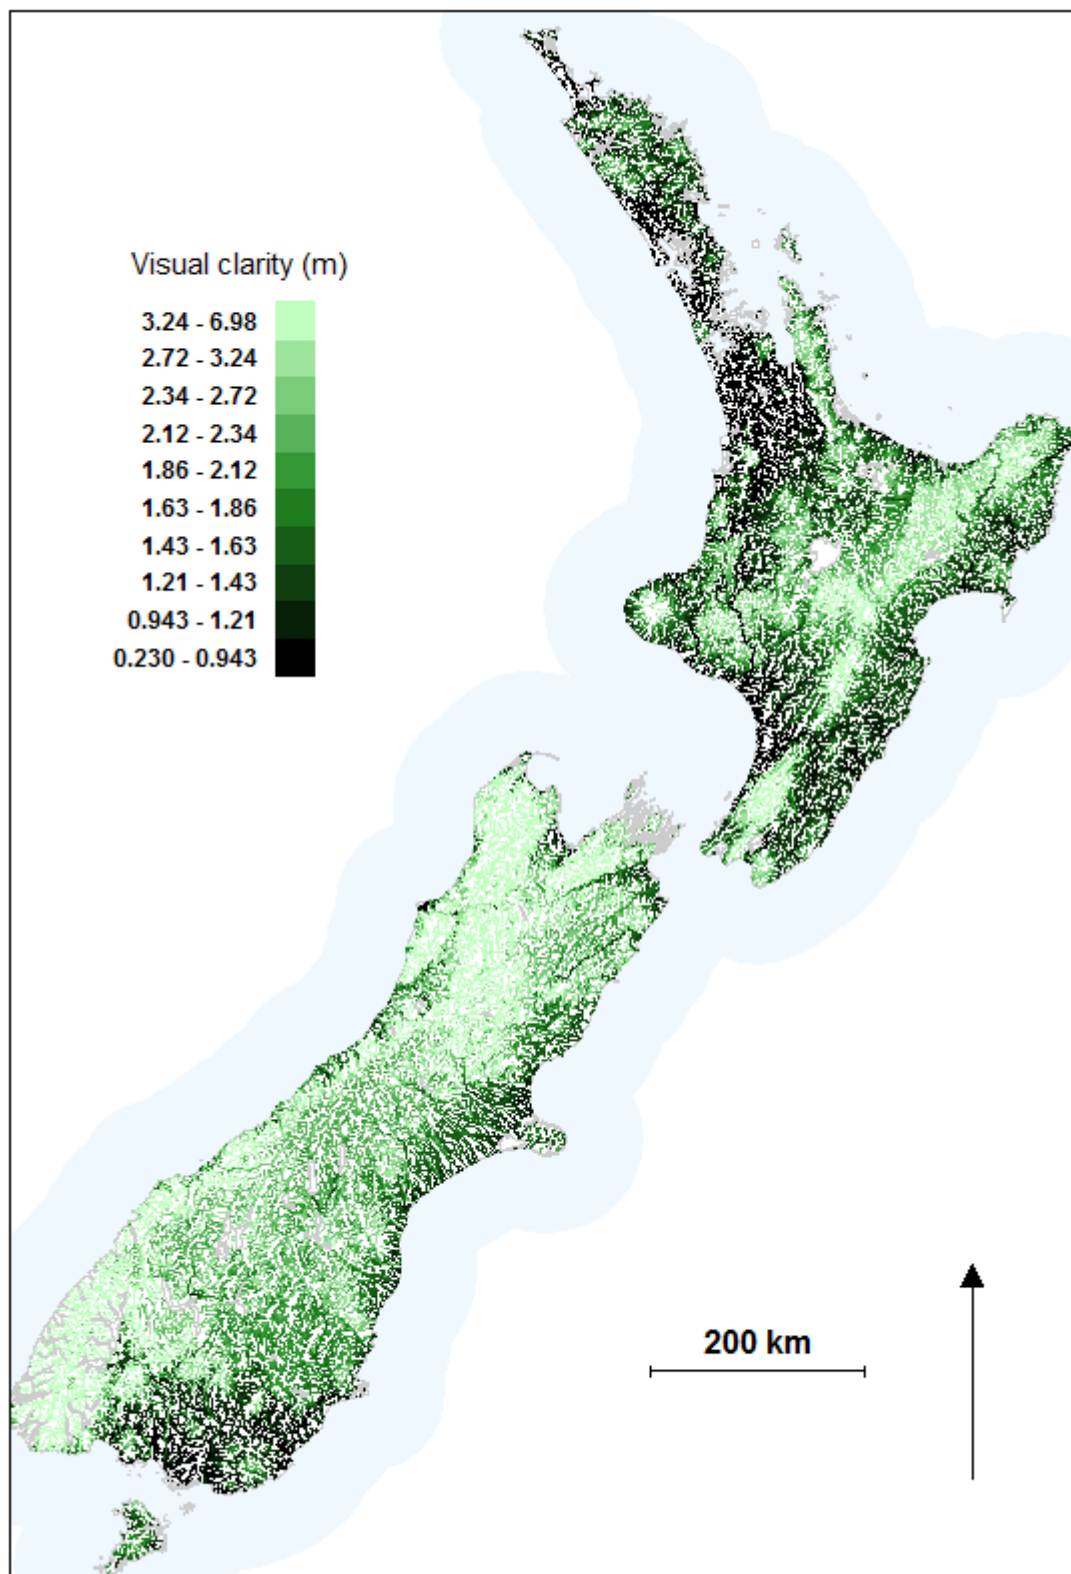 Visual clarity (m)
3.24 - 6.98
2.72 - 3.24
2.34 - 2.72
2.12 - 2.34
1.86 - 2.12
1.63 - 1.86
1.43 - 1.63
1.21 - 1.43
0.943 - 1.21
0.230 - 0.943
200 km